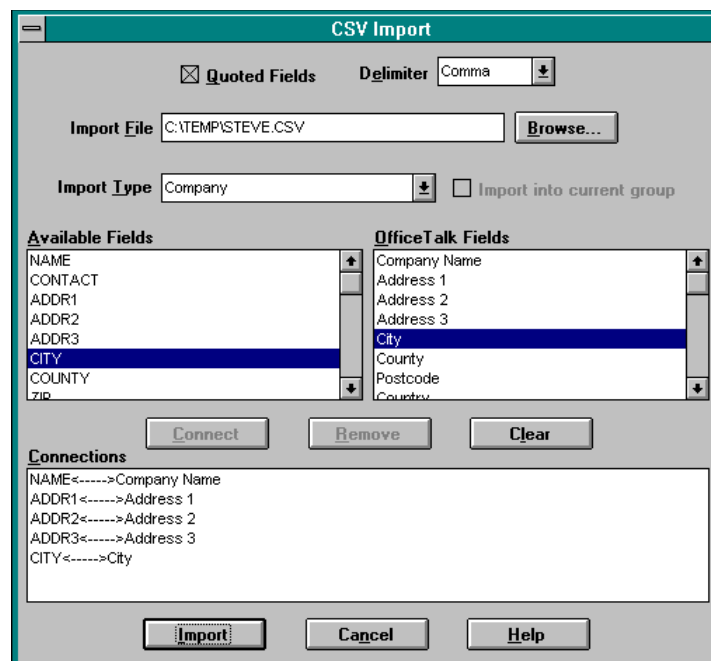 CSV Import
Quoted Fields Delimiter Comma
Import File C:\TEMP\STEVE.CSV Browse...
Import Type Company Import into current group
Available Fields OfficeTalk Fields
NAME Company Name
CONTACT Address 1
ADDR1 Address 2
ADDR2 Address 3
ADDR3 City
CITY County
COUNTY Postcode
ZIP Country
Connect Remove Clear
Connections
NAME<----->Company Name
ADDR1<----->Address 1
ADDR2<----->Address 2
ADDR3<----->Address 3
CITY<----->City
Import Cancel Help